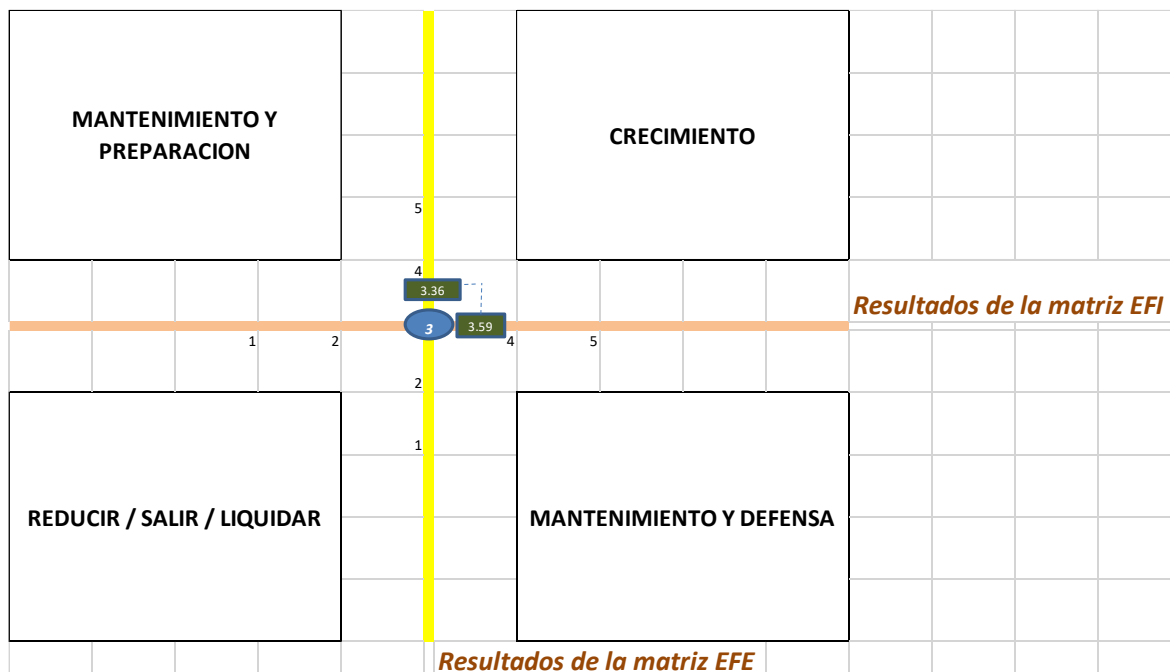 MANTENIMIENTO Y
PREPARACION
CRECIMIENTO
5
4
3.36
Resultados de la matriz EFI
3
3.59
1
2
4
5
2
1
REDUCIR / SALIR / LIQUIDAR
MANTENIMIENTO Y DEFENSA
Resultados de la matriz EFE